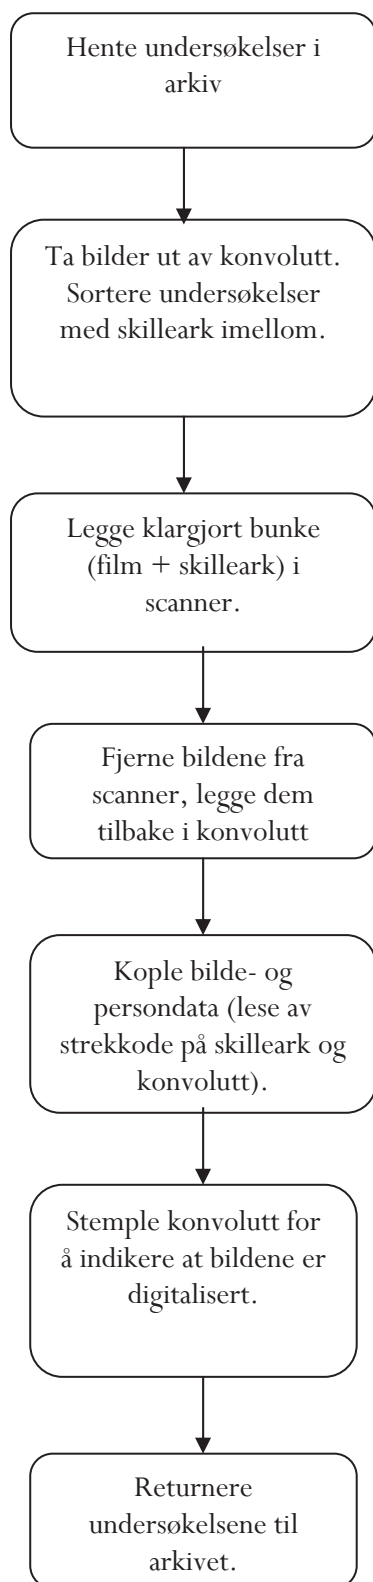 Hente undersøkelser i
arkiv
Ta bilder ut av konvolutt.
Sortere undersøkelser
med skilleark imellom.
Legge klargjort bunke
(film + skilleark) i
scanner.
Fjerne bildene fra
scanner, legge dem
tilbake i konvolutt
Kople bilde- og
persondata (lese av
strekkode på skilleark og
konvolutt).
Stemple konvolutt for
å indikere at bildene er
digitalisert.
Returnere
undersøkelsene til
arkivet.